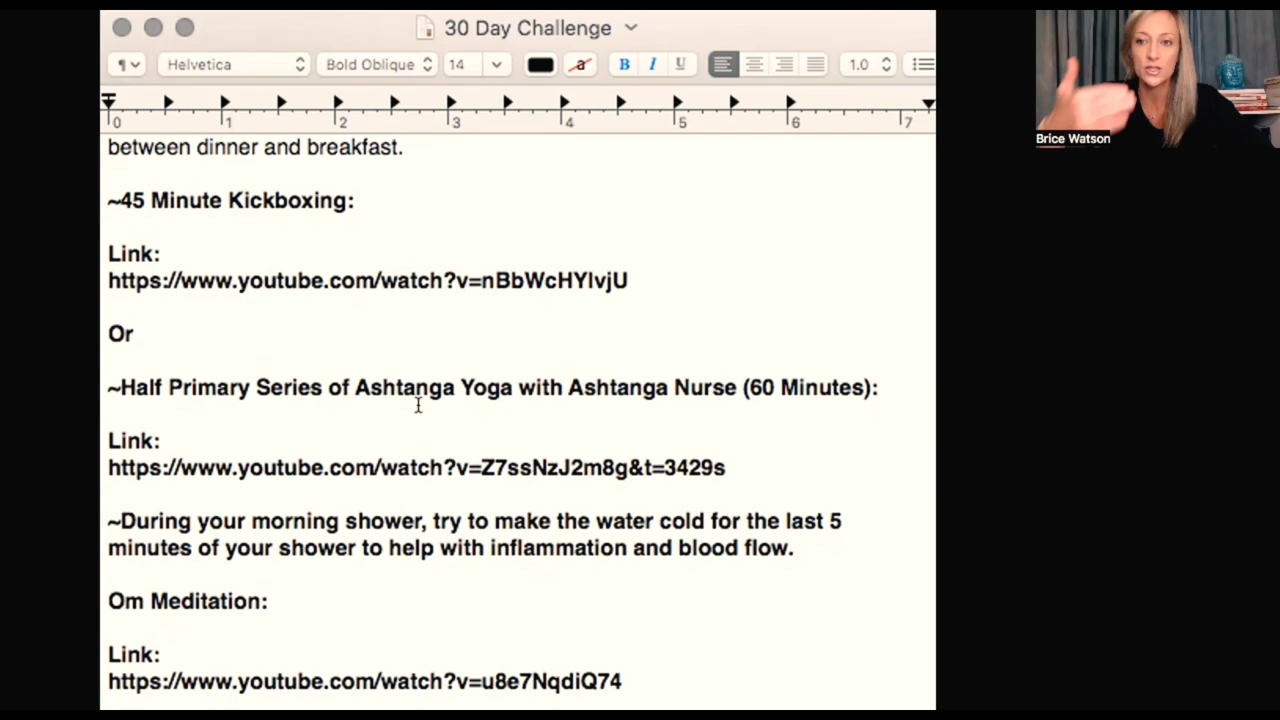 30 Day Challenge
¶ Helvetica Bold Oblique 14 a B I U 1.0
0 1 2 3 4 5 6 7
between dinner and breakfast.
~45 Minute Kickboxing:
Link:
https://www.youtube.com/watch?v=nBbWcHYlvjU
Or
~Half Primary Series of Ashtanga Yoga with Ashtanga Nurse (60 Minutes):
Link:
https://www.youtube.com/watch?v=Z7ssNzJ2m8g&t=3429s
~During your morning shower, try to make the water cold for the last 5
minutes of your shower to help with inflammation and blood flow.
Om Meditation:
Link:
https://www.youtube.com/watch?v=u8e7NqdiQ74
Brice Watson